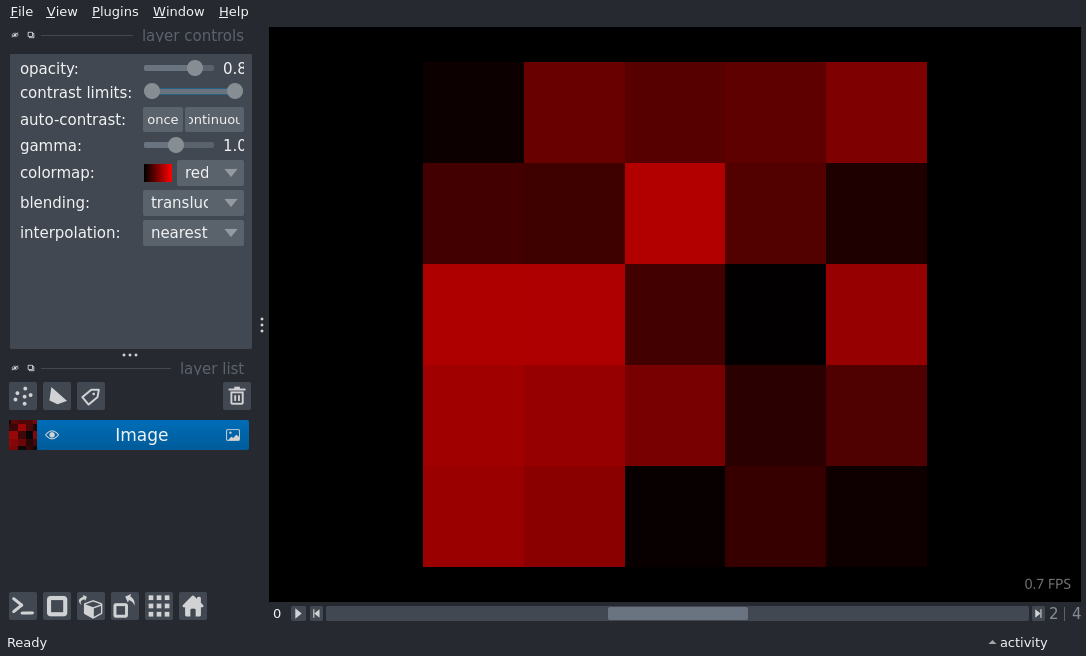 File View Plugins Window Help
layer controls
opacity: 0.8
contrast limits:
auto-contrast: once ontinuou
gamma: 1.0
colormap: red
blending: transluc
interpolation: nearest
layer list
Image
0.7 FPS
0 2 | 4
Ready
activity